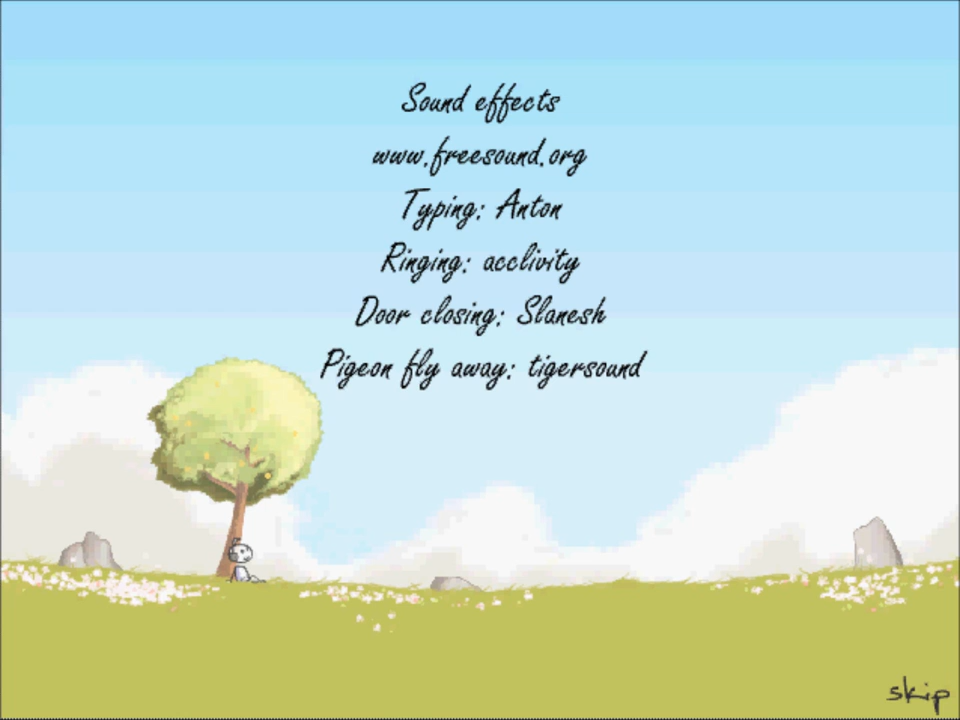 Sound effects
www.freesound.org
Typing: Anton
Ringing: acclivity
Door closing: Slanesh
Pigeon fly away: tigersound
skip